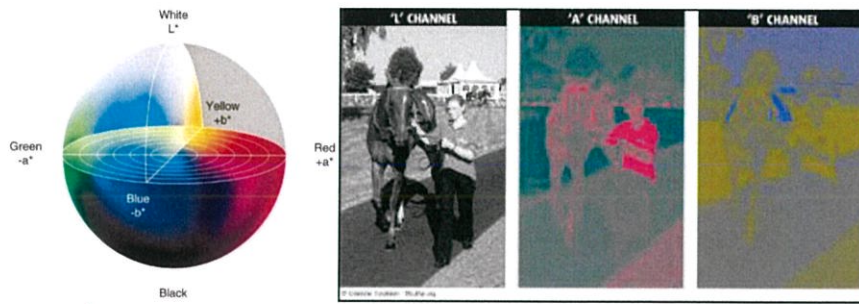 White
L*
Yellow
+b*
Green
-a*
Red
+a*
Blue
-b*
Black
'L' CHANNEL
'A' CHANNEL
'B' CHANNEL